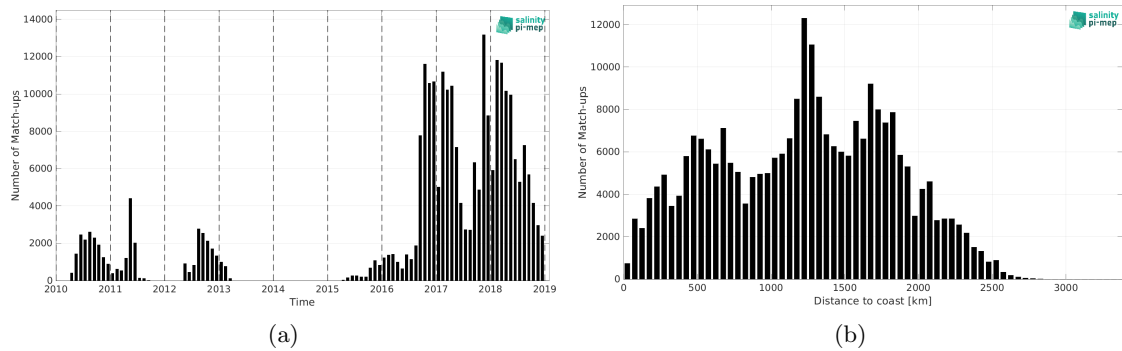 salinity
pi-mep
14000
12000
10000
8000
6000
4000
2000
0
Number of Match-ups
2010 2011 2012 2013 2014 2015 2016 2017 2018 2019
Time
(a)
salinity
pi-mep
12000
10000
8000
6000
4000
2000
0
Number of Match-ups
0 500 1000 1500 2000 2500 3000
Distance to coast [km]
(b)